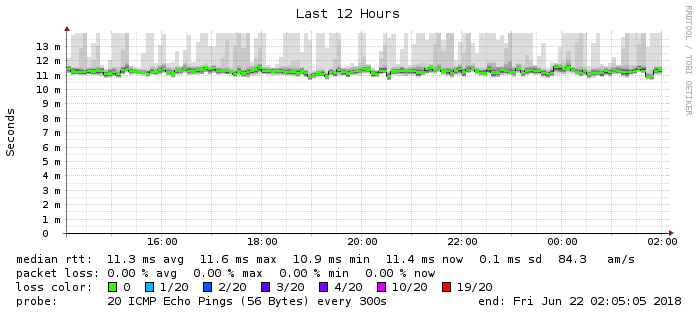 Last 12 Hours
RRDTOOL / TOBI OETIKER
Seconds
13 m
12 m
11 m
10 m
9 m
8 m
7 m
6 m
5 m
4 m
3 m
2 m
1 m
0
16:00 18:00 20:00 22:00 00:00 02:00
median rtt: 11.3 ms avg 11.6 ms max 10.9 ms min 11.4 ms now 0.1 ms sd 84.3 am/s
packet loss: 0.00 % avg 0.00 % max 0.00 % min 0.00 % now
loss color: 0 1/20 2/20 3/20 4/20 10/20 19/20
probe: 20 ICMP Echo Pings (56 Bytes) every 300s end: Fri Jun 22 02:05:05 2018